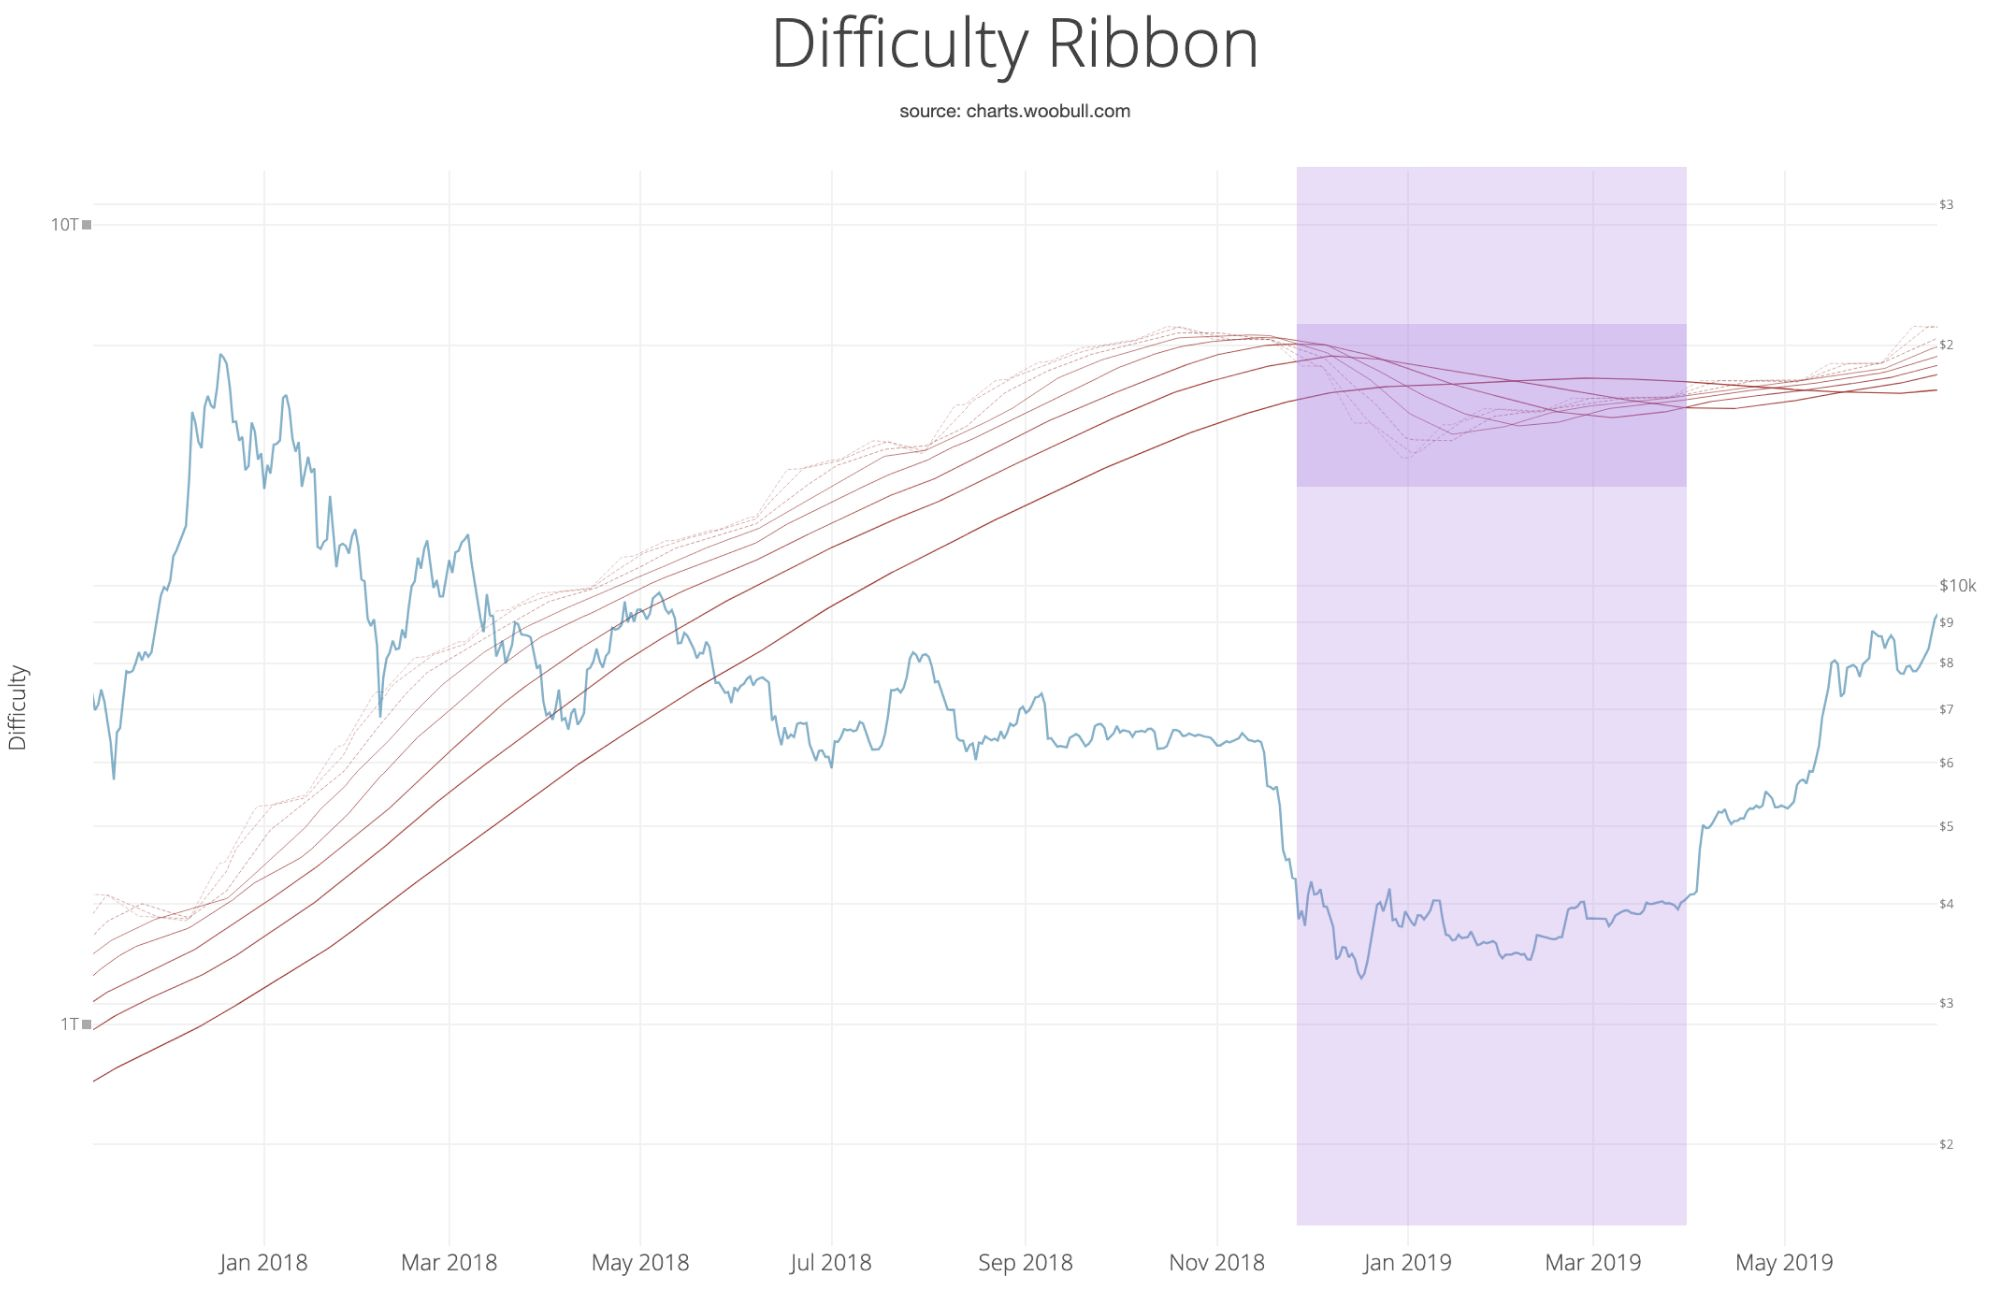 Difficulty Ribbon
source: charts.woobull.com
10T
1T
Difficulty
$3
$2
$10k
$9
$8
$7
$6
$5
$4
$3
$2
Jan 2018
Mar 2018
May 2018
Jul 2018
Sep 2018
Nov 2018
Jan 2019
Mar 2019
May 2019